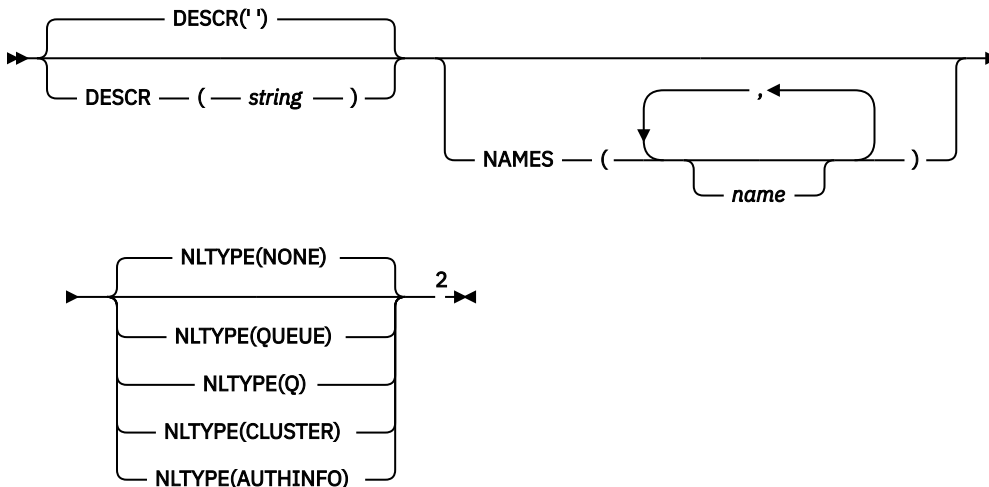 DESCR(' ')
DESCR ( string )
,
NAMES ( )
name
NLTYPE(NONE)
2
NLTYPE(QUEUE)
NLTYPE(Q)
NLTYPE(CLUSTER)
NLTYPE(AUTHINFO)